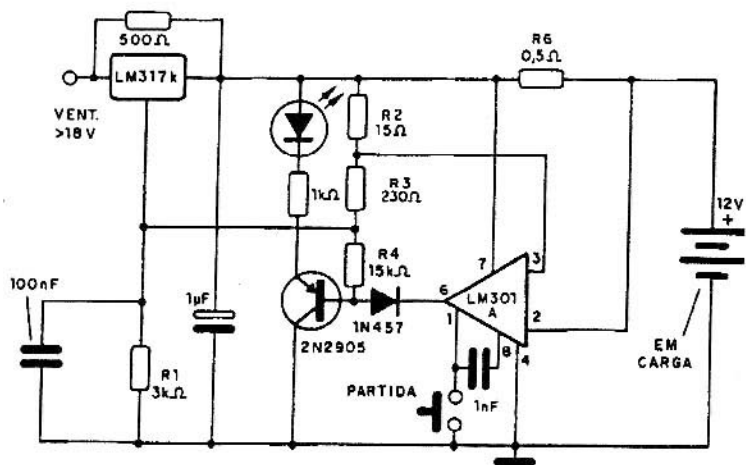 500Ω
LM317k
VENT.
>18V
R6
0,5Ω
R2
15Ω
1kΩ
R3
230Ω
R4
15kΩ
12V
+
100nF
1µF
7
3
6
LM301
A
1
8
2
4
1N457
2N2905
EM
CARGA
R1
3kΩ
PARTIDA
1nF